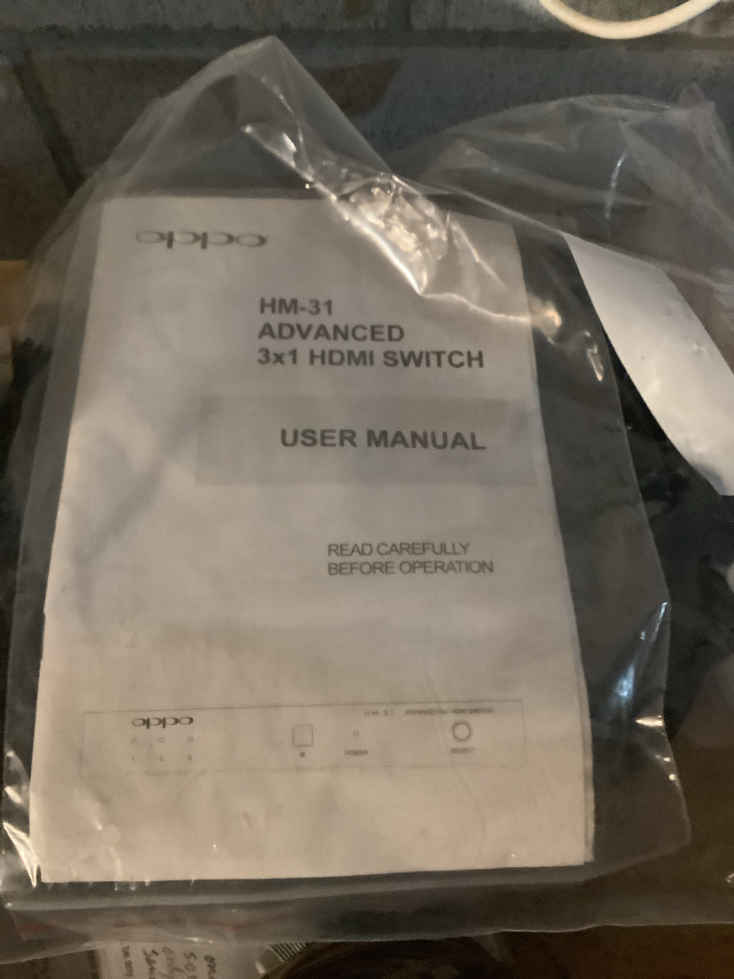 oppo
HM-31
ADVANCED
3x1 HDMI SWITCH
USER MANUAL
READ CAREFULLY
BEFORE OPERATION
oppo